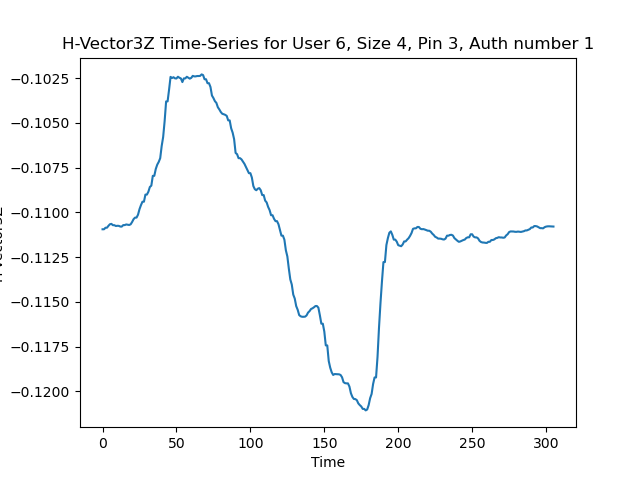 H-Vector3Z Time-Series for User 6, Size 4, Pin 3, Auth number 1
−0.1025
−0.1050
−0.1075
−0.1100
−0.1125
−0.1150
−0.1175
−0.1200
0 50 100 150 200 250 300
Time